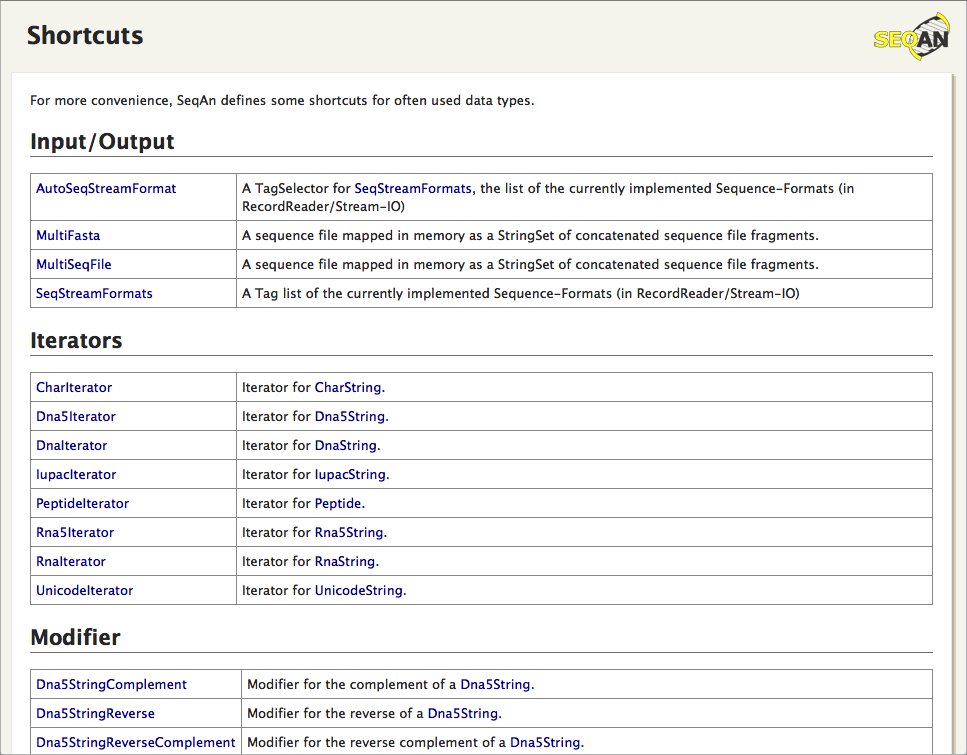 Shortcuts
SEQAN
For more convenience, SeqAn defines some shortcuts for often used data types.
Input/Output
AutoSeqStreamFormat A TagSelector for SeqStreamFormats, the list of the currently implemented Sequence-Formats (in
RecordReader/Stream-IO)
MultiFasta A sequence file mapped in memory as a StringSet of concatenated sequence file fragments.
MultiSeqFile A sequence file mapped in memory as a StringSet of concatenated sequence file fragments.
SeqStreamFormats A Tag list of the currently implemented Sequence-Formats (in RecordReader/Stream-IO)
Iterators
CharIterator Iterator for CharString.
Dna5Iterator Iterator for Dna5String.
DnaIterator Iterator for DnaString.
IupacIterator Iterator for IupacString.
PeptideIterator Iterator for Peptide.
Rna5Iterator Iterator for Rna5String.
RnaIterator Iterator for RnaString.
UnicodeIterator Iterator for UnicodeString.
Modifier
Dna5StringComplement Modifier for the complement of a Dna5String.
Dna5StringReverse Modifier for the reverse of a Dna5String.
Dna5StringReverseComplement Modifier for the reverse complement of a Dna5String.